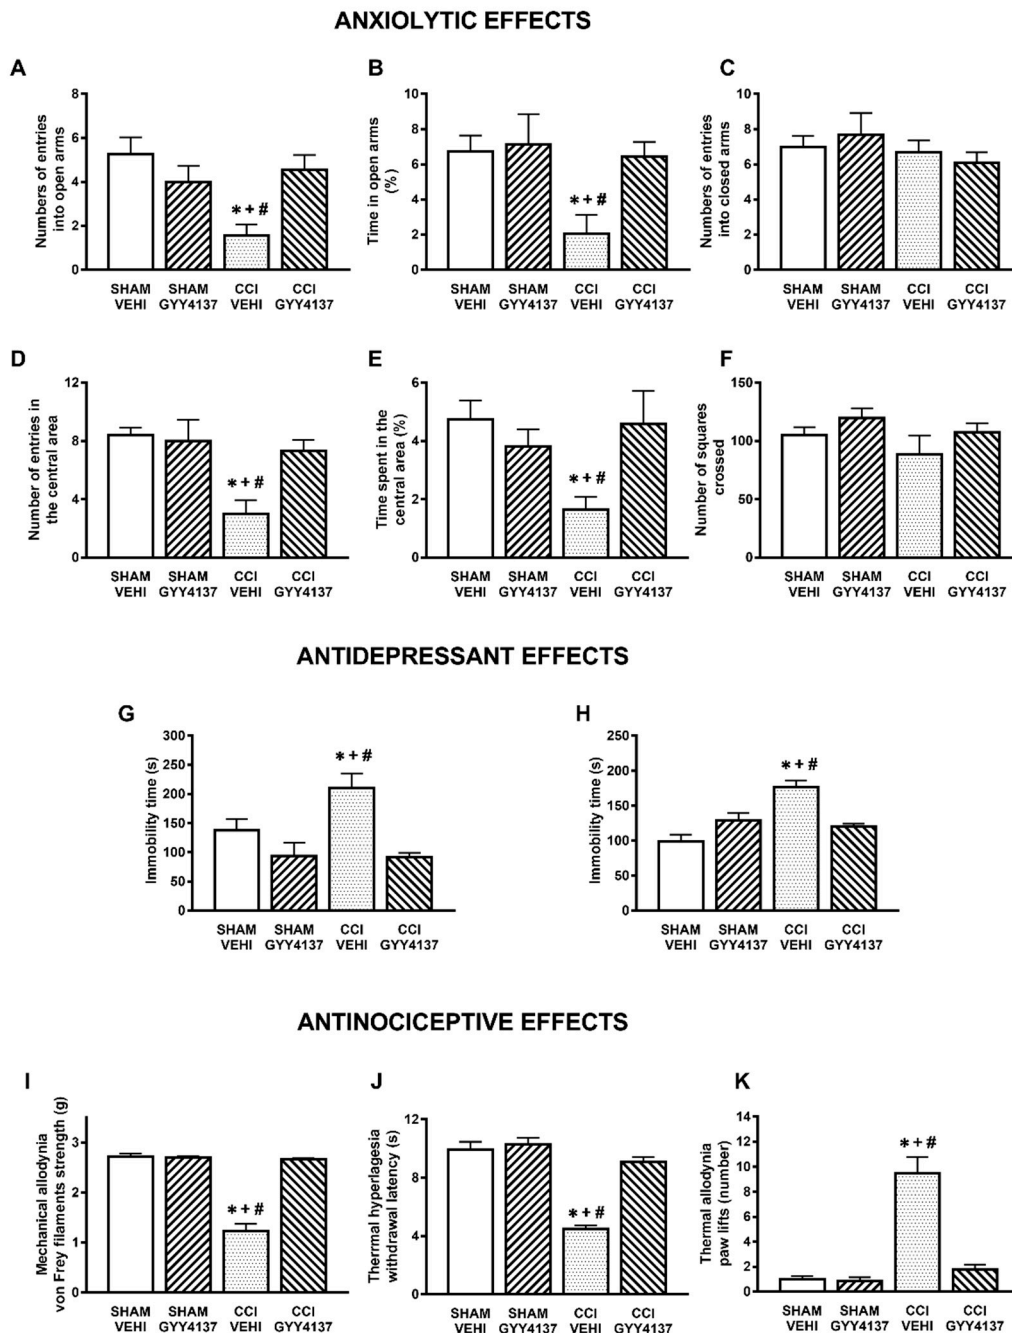 ANXIOLYTIC EFFECTS
A
Numbers of entries
into open arms
8
6
4
2
0
* + #
SHAM SHAM CCI CCI
VEHI GYY4137 VEHI GYY4137
B
Time in open arms
(%)
10
8
6
4
2
0
* + #
SHAM SHAM CCI CCI
VEHI GYY4137 VEHI GYY4137
C
Numbers of entries
into closed arms
10
8
6
4
2
0
SHAM SHAM CCI CCI
VEHI GYY4137 VEHI GYY4137
D
Number of entries in
the central area
12
8
4
0
* + #
SHAM SHAM CCI CCI
VEHI GYY4137 VEHI GYY4137
E
Time spent in the
central area (%)
6
4
2
0
* + #
SHAM SHAM CCI CCI
VEHI GYY4137 VEHI GYY4137
F
Number of squares
crossed
150
100
50
0
SHAM SHAM CCI CCI
VEHI GYY4137 VEHI GYY4137
ANTIDEPRESSANT EFFECTS
G
Immobility time (s)
300
250
200
150
100
50
0
* + #
SHAM SHAM CCI CCI
VEHI GYY4137 VEHI GYY4137
H
Immobility time (s)
250
200
150
100
50
0
* + #
SHAM SHAM CCI CCI
VEHI GYY4137 VEHI GYY4137
ANTINOCICEPTIVE EFFECTS
I
Mechanical allodynia
von Frey filaments strength (g)
3
2
1
0
* + #
SHAM SHAM CCI CCI
VEHI GYY4137 VEHI GYY4137
J
Therrmal hyperlagesia
withdrawal latency (s)
12
8
4
0
* + #
SHAM SHAM CCI CCI
VEHI GYY4137 VEHI GYY4137
K
Thermal allodynia
paw lifts (number)
14
12
10
8
6
4
2
0
* + #
SHAM SHAM CCI CCI
VEHI GYY4137 VEHI GYY4137